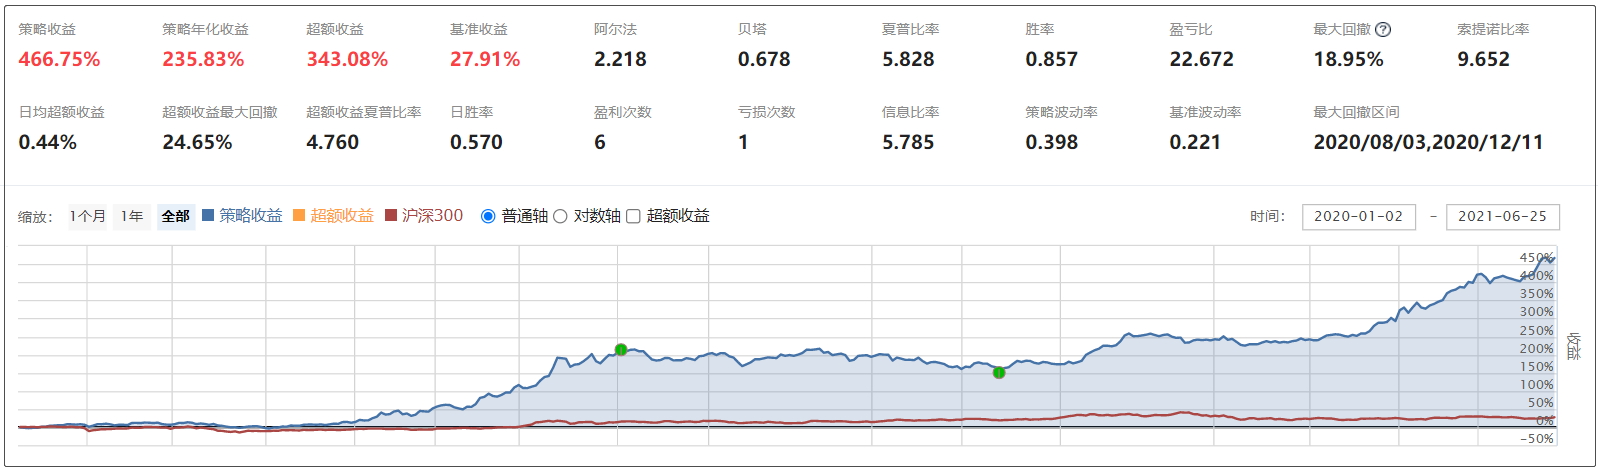 策略收益 策略年化收益 超额收益 基准收益 阿尔法 贝塔 夏普比率 胜率 盈亏比 最大回撤 ? 索提诺比率
466.75% 235.83% 343.08% 27.91% 2.218 0.678 5.828 0.857 22.672 18.95% 9.652
日均超额收益 超额收益最大回撤 超额收益夏普比率 日胜率 盈利次数 亏损次数 信息比率 策略波动率 基准波动率 最大回撤区间
0.44% 24.65% 4.760 0.570 6 1 5.785 0.398 0.221 2020/08/03,2020/12/11
缩放: 1个月 1年 全部 策略收益 超额收益 沪深300 普通轴 对数轴 超额收益 时间: 2020-01-02 - 2021-06-25
450%
400%
350%
300%
250%
200%
150%
100%
50%
0%
-50%
收益